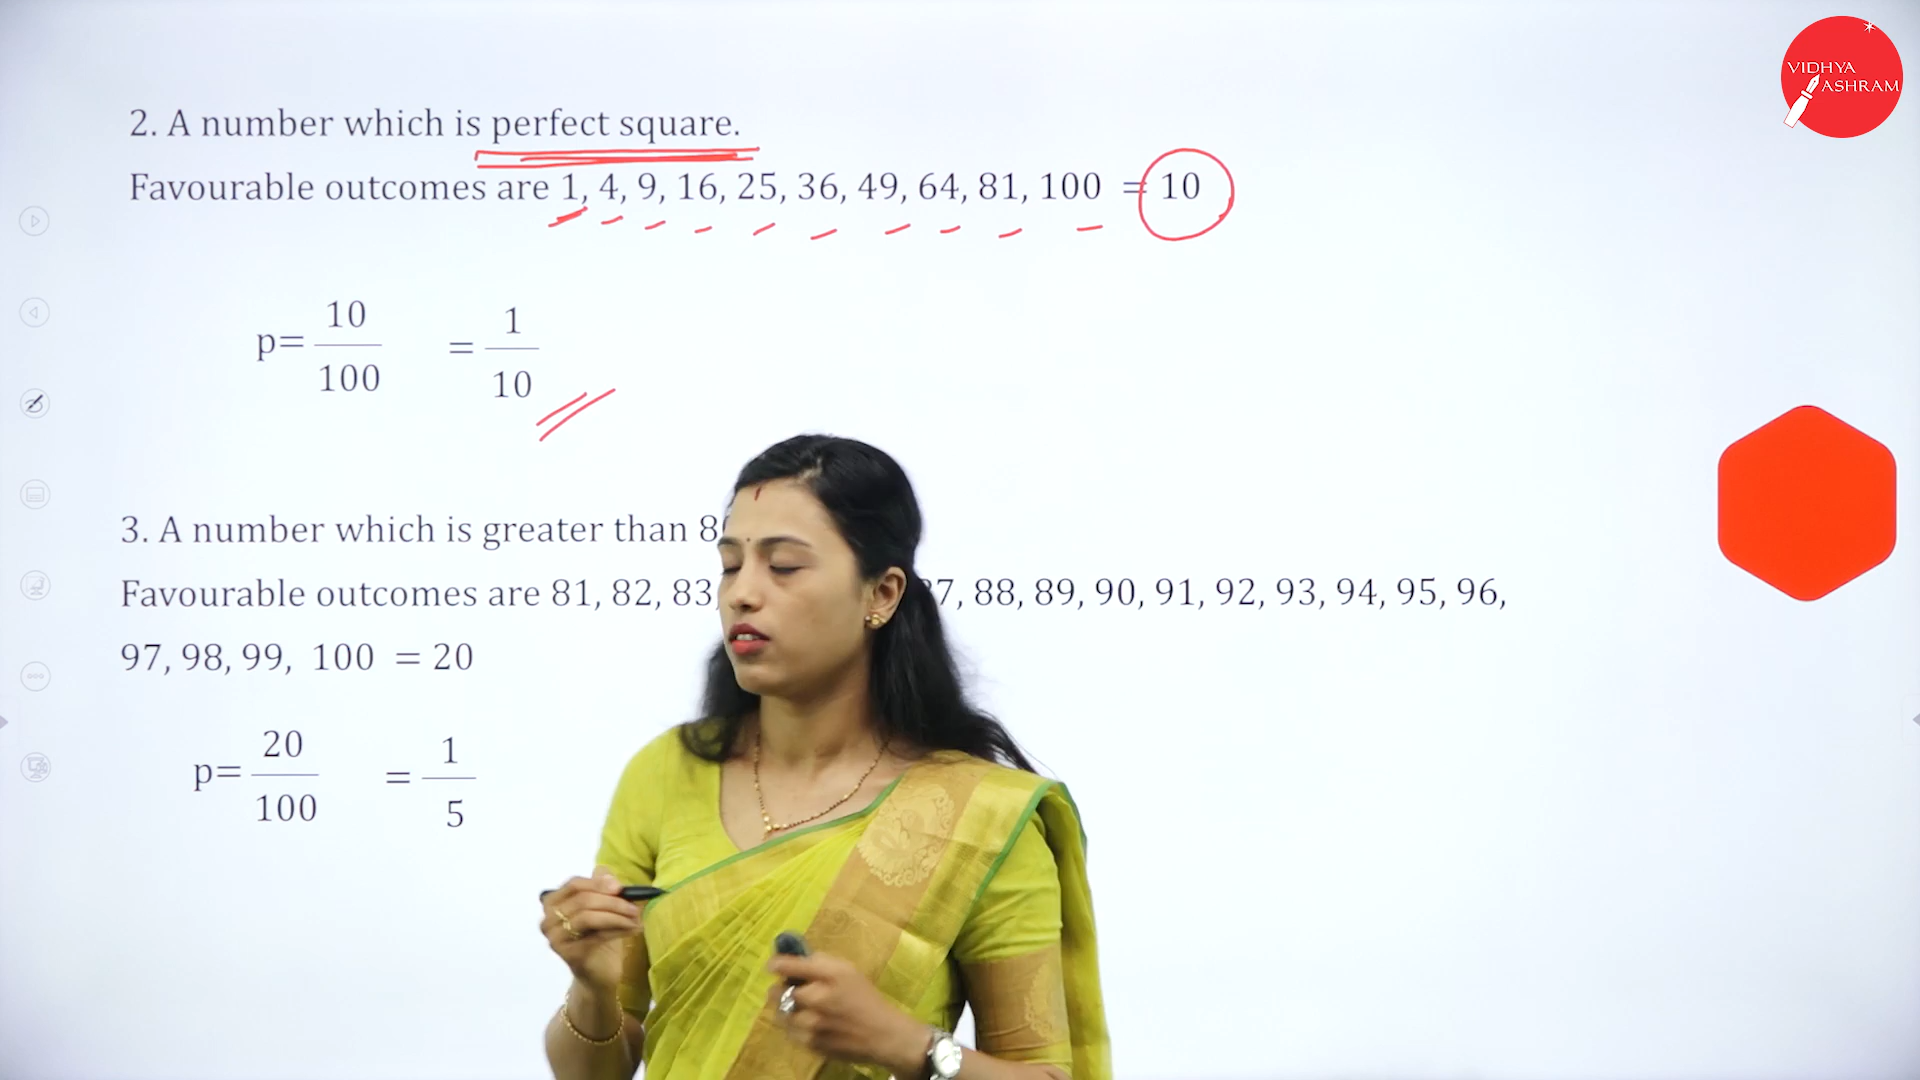 VIDHYA
ASHRAM
2. A number which is perfect square.
Favourable outcomes are 1, 4, 9, 16, 25, 36, 49, 64, 81, 100 = 10
p= 10/100 = 1/10
3. A number which is greater than
Favourable outcomes are 81, 82, 83, 88, 89, 90, 91, 92, 93, 94, 95, 96,
97, 98, 99, 100 = 20
p= 20/100 = 1/5